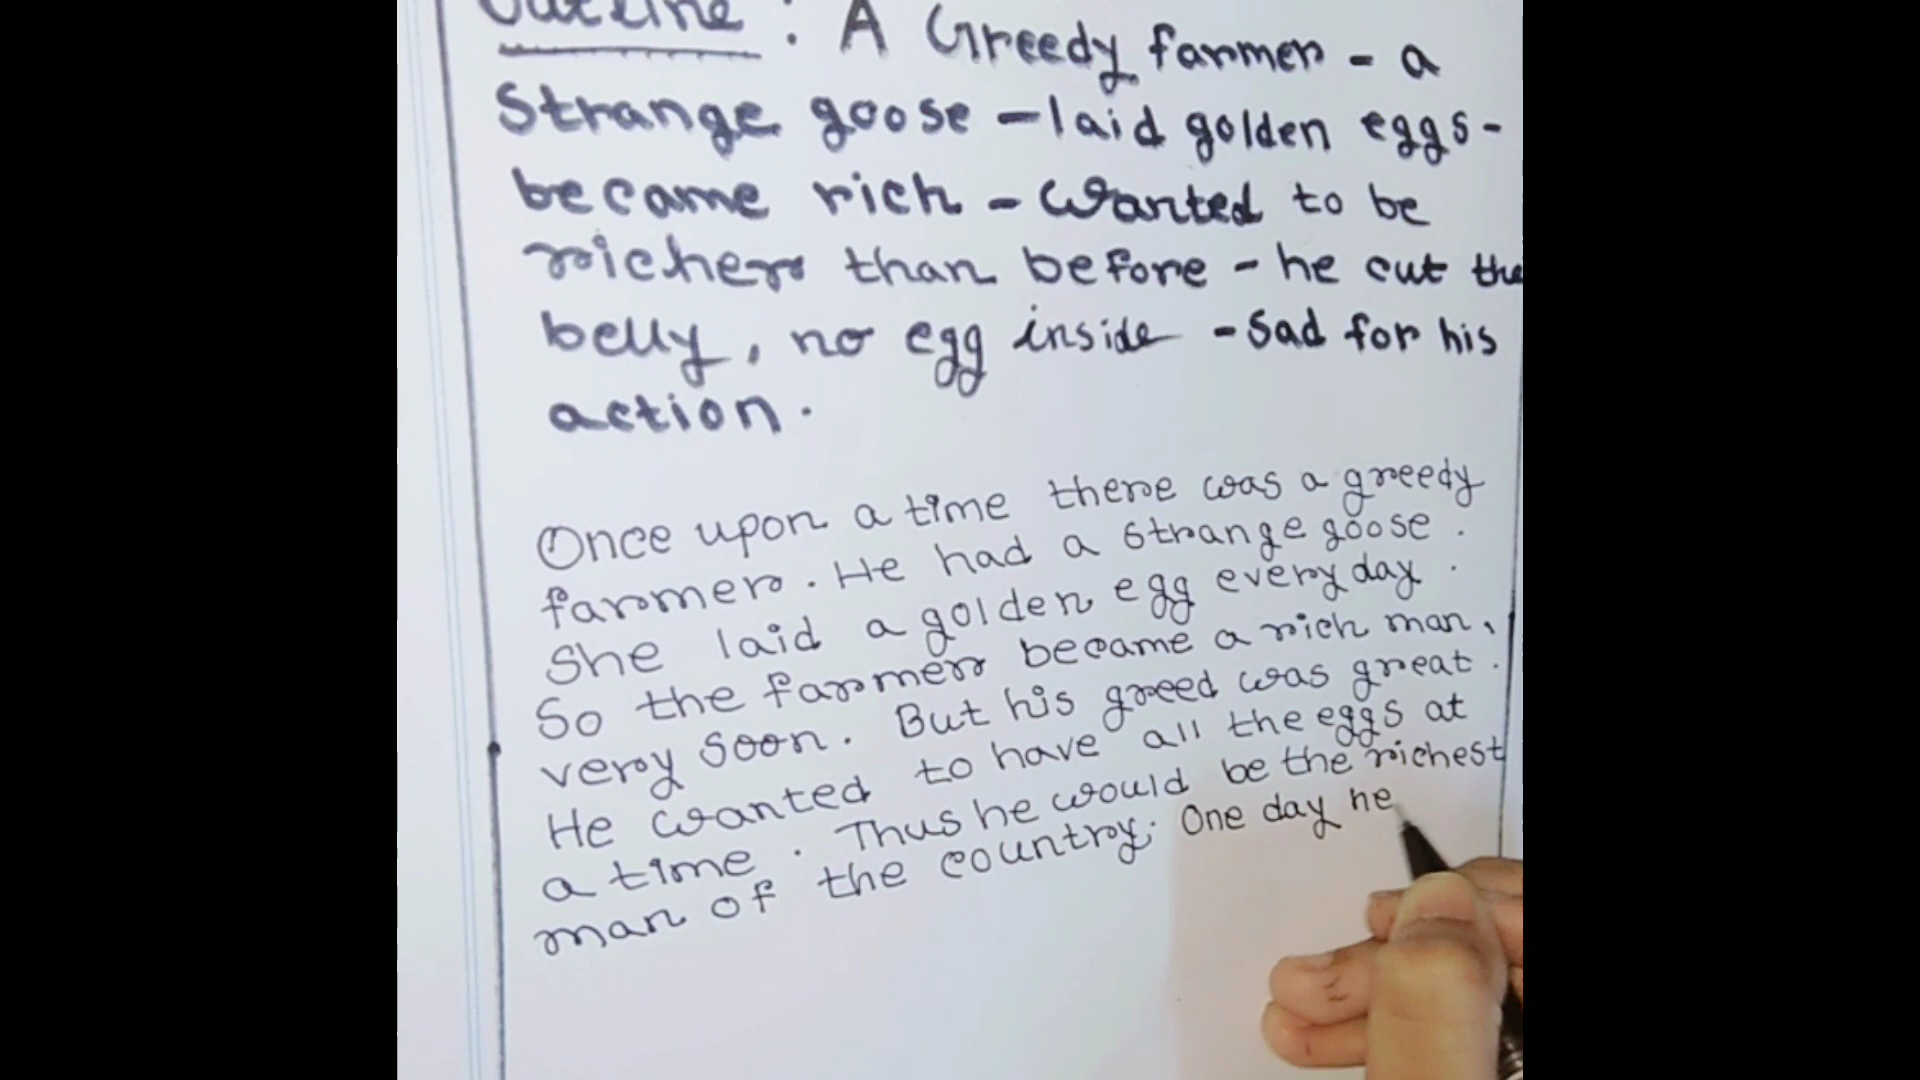 Outline : A Greedy farmer - a
Strange goose - laid golden eggs -
became rich - wanted to be
richer than before - he cut the
belly, no egg inside - Sad for his
action.
Once upon a time there was a greedy
farmer. He had a strange goose.
She laid a golden egg everyday.
So the farmer became a rich man,
very soon. But his greed was great.
He wanted to have all the eggs at
a time. Thus he would be the richest
man of the country. One day he